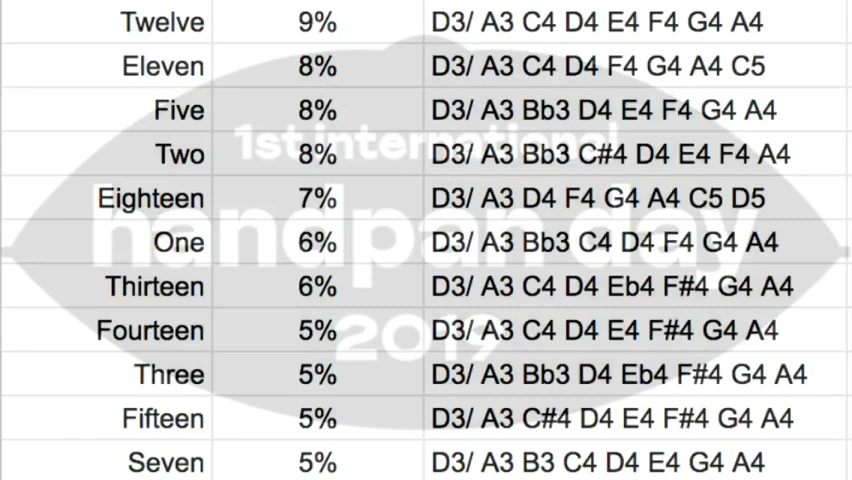 Twelve 9% D3/ A3 C4 D4 E4 F4 G4 A4
Eleven 8% D3/ A3 C4 D4 F4 G4 A4 C5
Five 8% D3/ A3 Bb3 D4 E4 F4 G4 A4
Two 8% D3/ A3 Bb3 C#4 D4 E4 F4 A4
Eighteen 7% D3/ A3 D4 F4 G4 A4 C5 D5
One 6% D3/ A3 Bb3 C4 D4 F4 G4 A4
Thirteen 6% D3/ A3 C4 D4 Eb4 F#4 G4 A4
Fourteen 5% D3/ A3 C4 D4 E4 F#4 G4 A4
Three 5% D3/ A3 Bb3 D4 Eb4 F#4 G4 A4
Fifteen 5% D3/ A3 C#4 D4 E4 F#4 G4 A4
Seven 5% D3/ A3 B3 C4 D4 E4 G4 A4
1st international
handpan day
2019